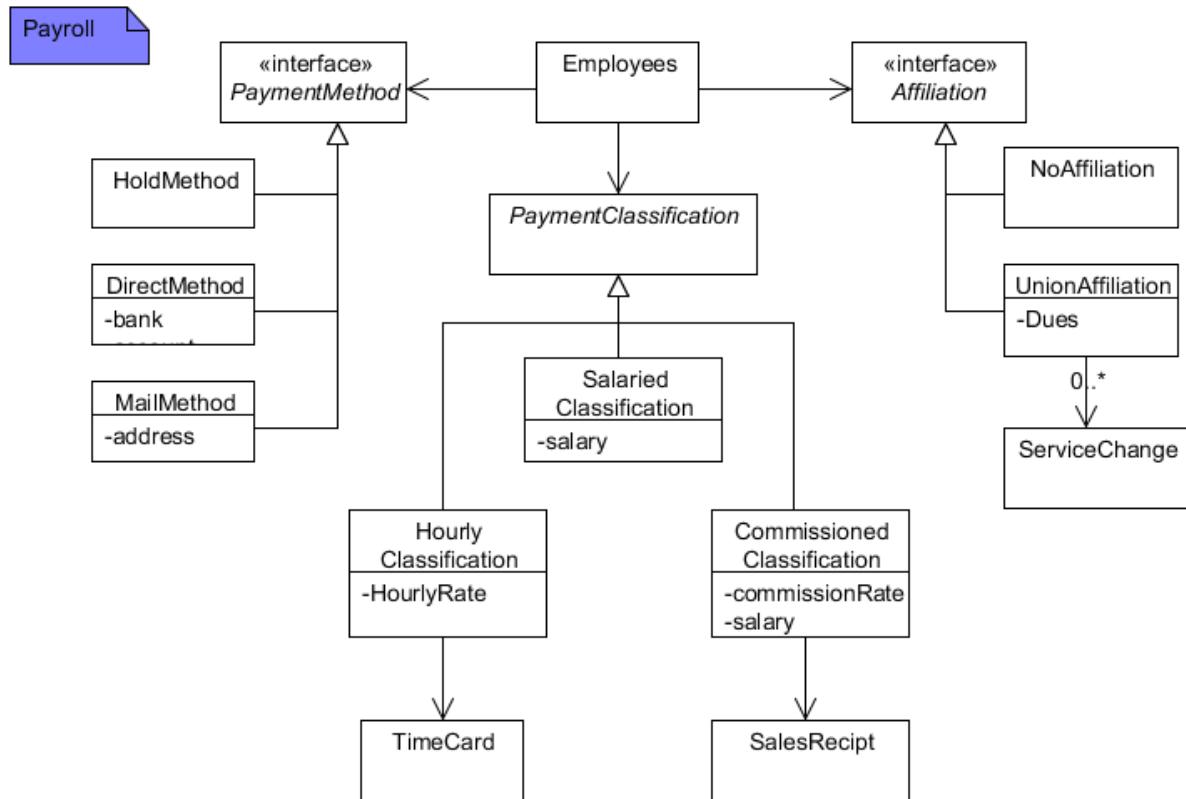 Payroll
«interface»
PaymentMethod
Employees
«interface»
Affiliation
HoldMethod
NoAffiliation
PaymentClassification
DirectMethod
-bank
UnionAffiliation
-Dues
0..*
MailMethod
-address
Salaried
Classification
-salary
ServiceChange
Hourly
Classification
-HourlyRate
Commissioned
Classification
-commissionRate
-salary
TimeCard
SalesRecipt